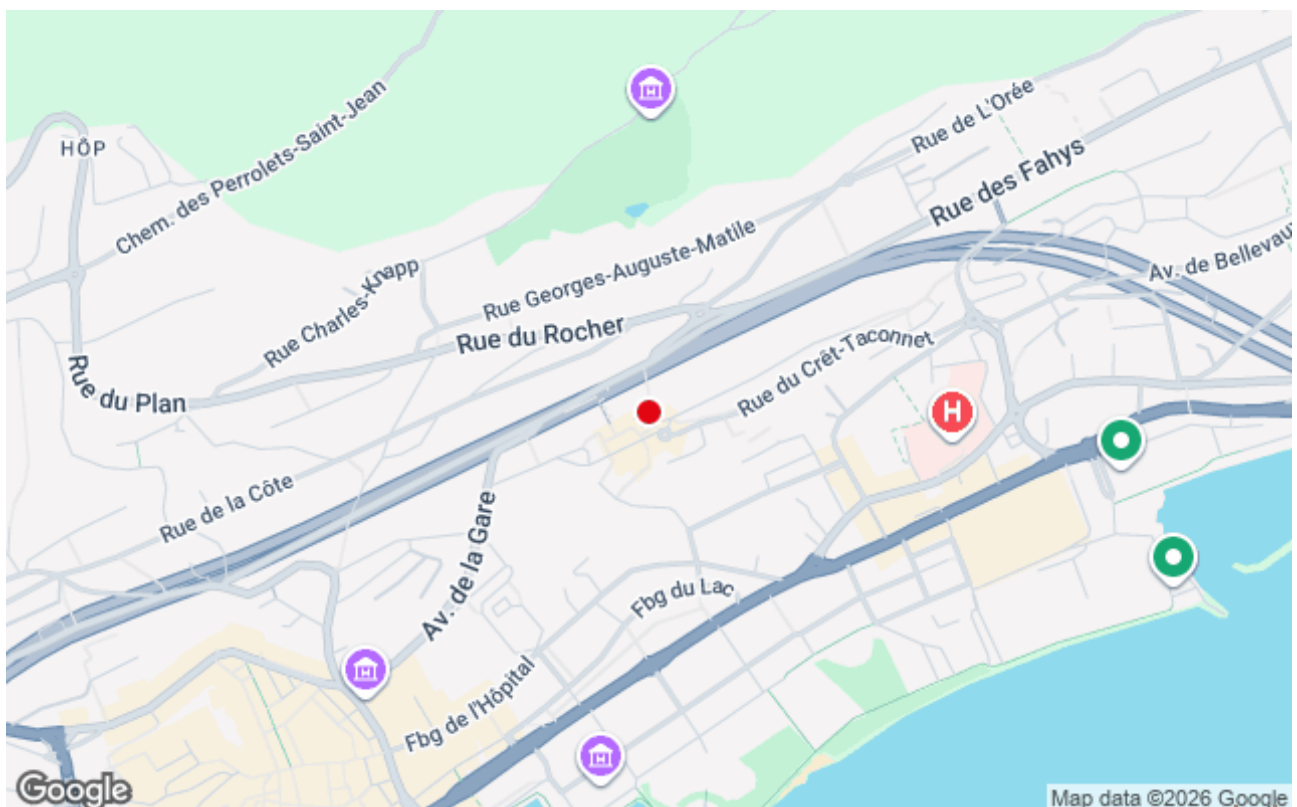 Rue de L'Orée
HÔP
Chem. des Perrolets-Saint-Jean
Rue des Fahys
Rue Georges-Auguste-Matile
Av. de Bellevaux
Rue Charles-Knapp
Rue du Rocher
Rue du Plan
Rue du Crêt-Taconnet
H
Rue de la Côte
Av. de la Gare
Fbg du Lac
Fbg de l'Hôpital
Google
Map data ©2026 Google